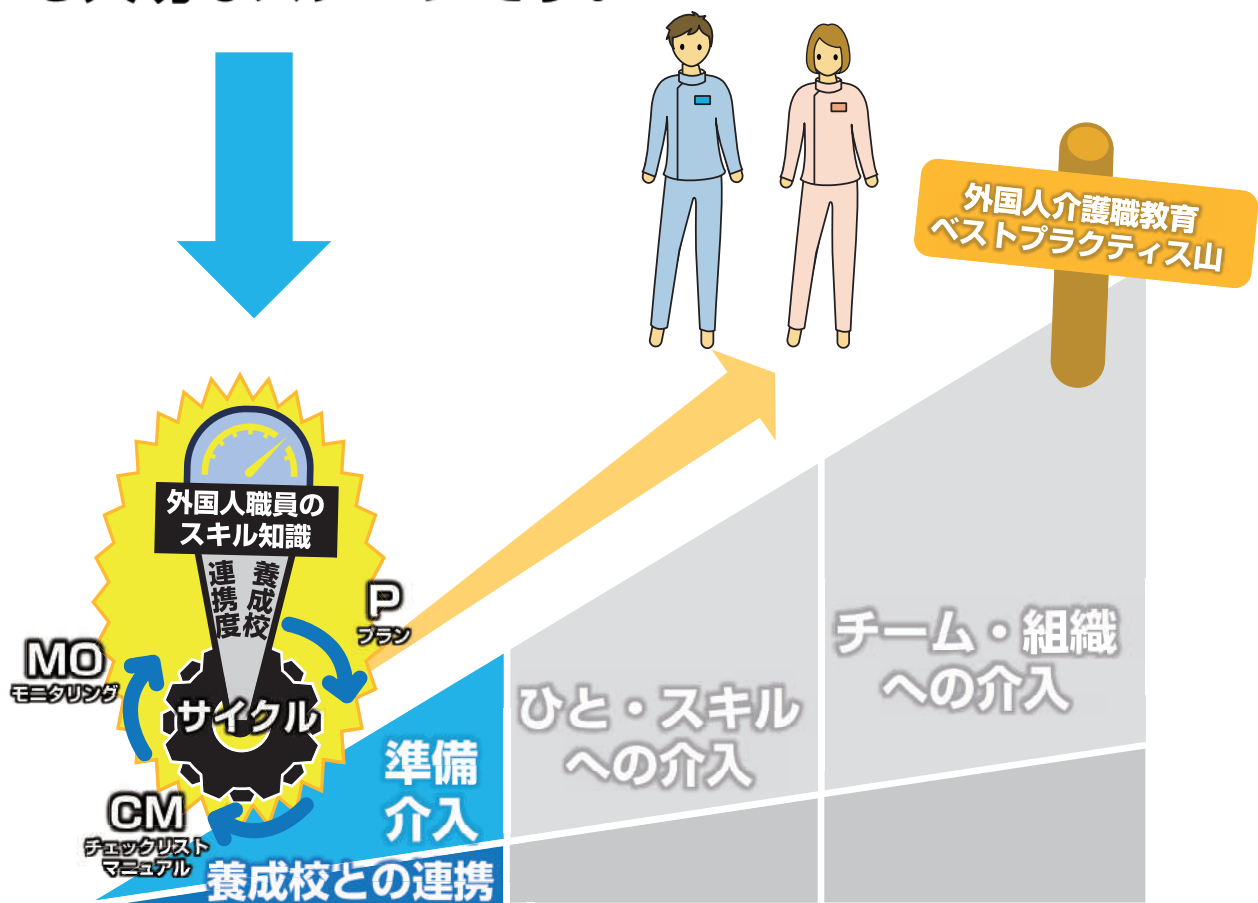 外国人介護職教育
ベストプラクティス山
外国人職員の
スキル知識
養成校
連携度
P
プラン
MO
モニタリング
サイクル
CM
チェックリスト
マニュアル
準備
介入
養成校との連携
ひと・スキル
への介入
チーム・組織
への介入